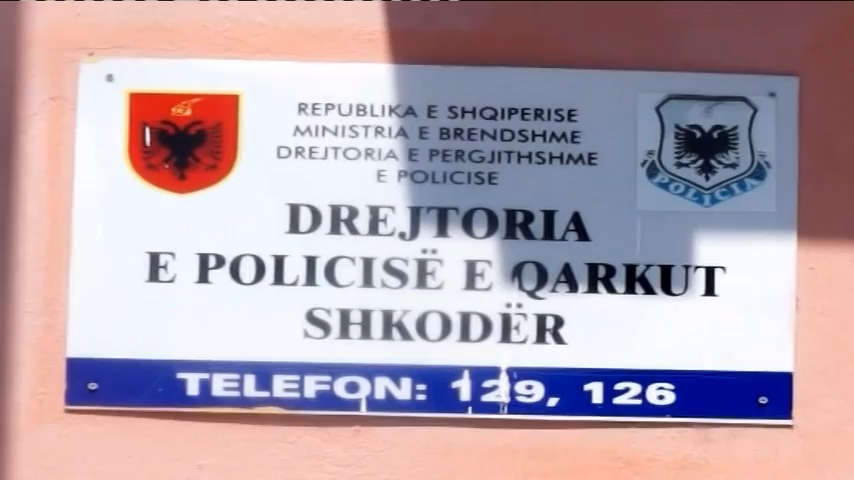 REPUBLIKA E SHQIPERISE
MINISTRIA E BRENDSHME
DREJTORIA E PERGJITHSHME
E POLICISE
POLICIA
DREJTORIA
E POLICISË E QARKUT
SHKODËR
TELEFON: 129, 126